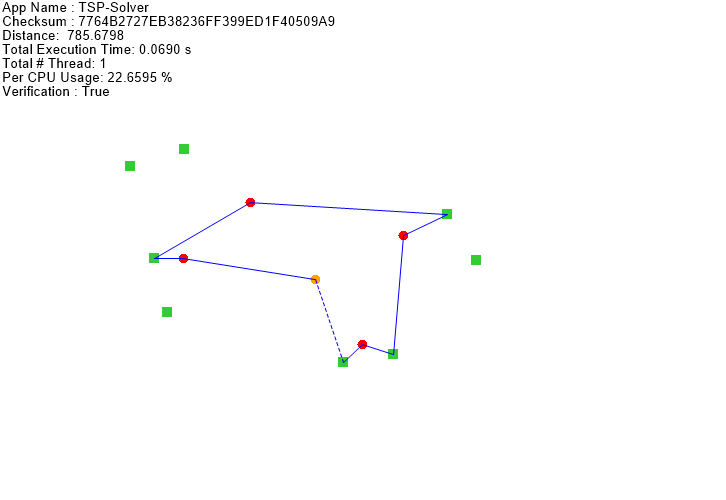 App Name : TSP-Solver
Checksum : 7764B2727EB38236FF399ED1F40509A9
Distance:  785.6798
Total Execution Time: 0.0690 s
Total # Thread: 1
Per CPU Usage: 22.6595 %
Verification : True